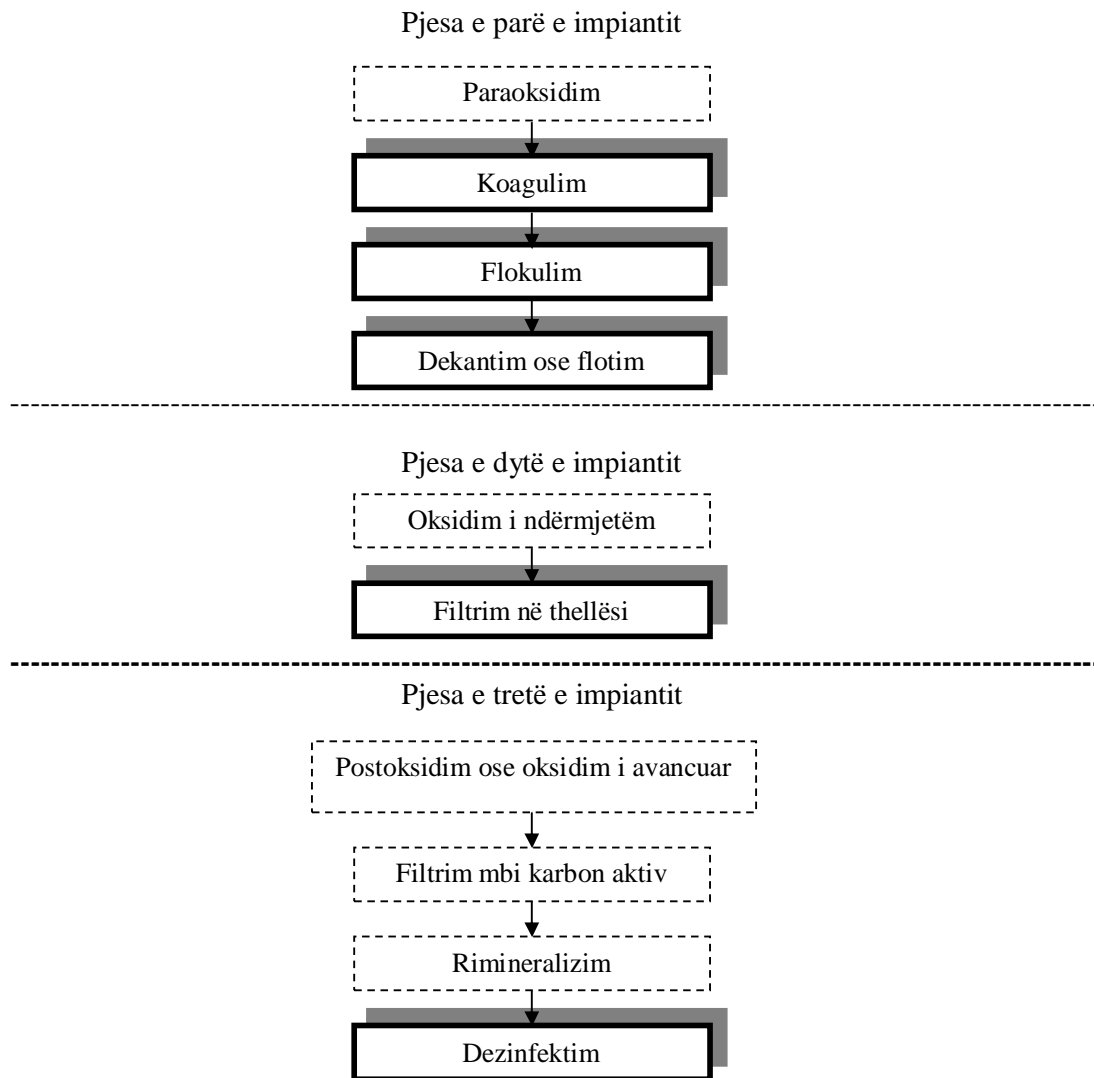 Pjesa e parë e impiantit
Paraoksidim
Koagulim
Flokulim
Dekantim ose flotim
Pjesa e dytë e impiantit
Oksidim i ndërmjetëm
Filtrim në thellësi
Pjesa e tretë e impiantit
Postoksidim ose oksidim i avancuar
Filtrim mbi karbon aktiv
Rimineralizim
Dezinfektim